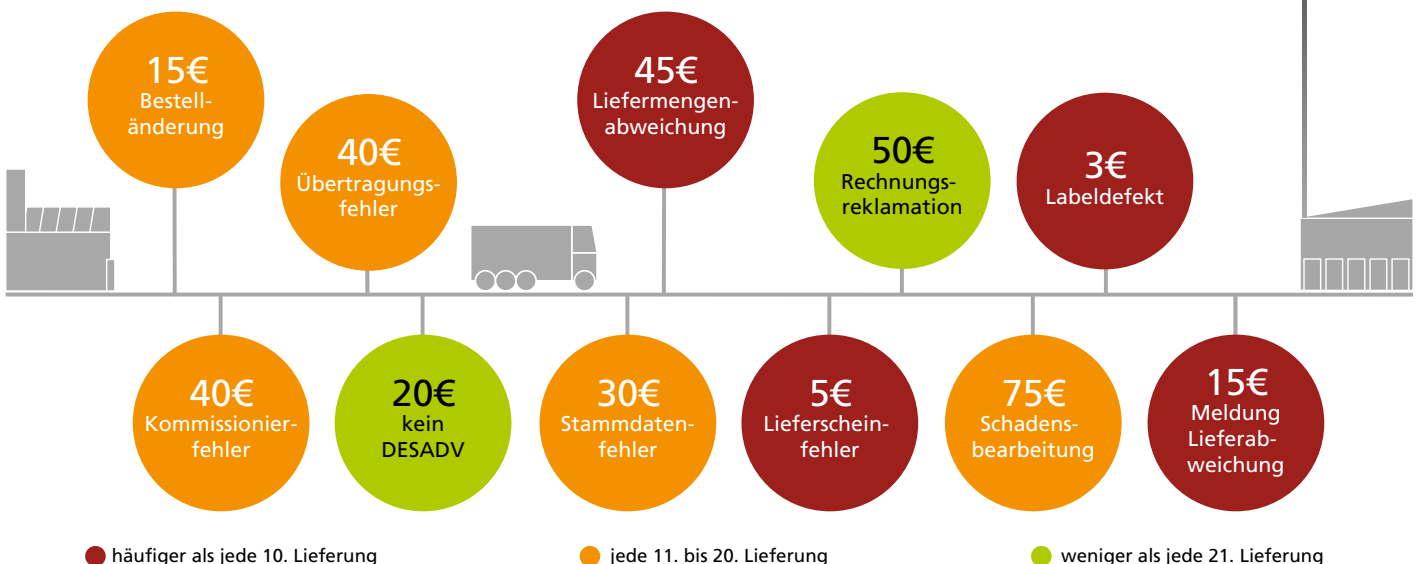 15€
Bestell-
änderung
40€
Übertragungs-
fehler
45€
Liefermengen-
abweichung
50€
Rechnungs-
reklamation
3€
Labeldefekt
40€
Kommissionier-
fehler
20€
kein
DESADV
30€
Stammdaten-
fehler
5€
Lieferschein-
fehler
75€
Schadens-
bearbeitung
15€
Meldung
Lieferab-
weichung
häufiger als jede 10. Lieferung
jede 11. bis 20. Lieferung
weniger als jede 21. Lieferung